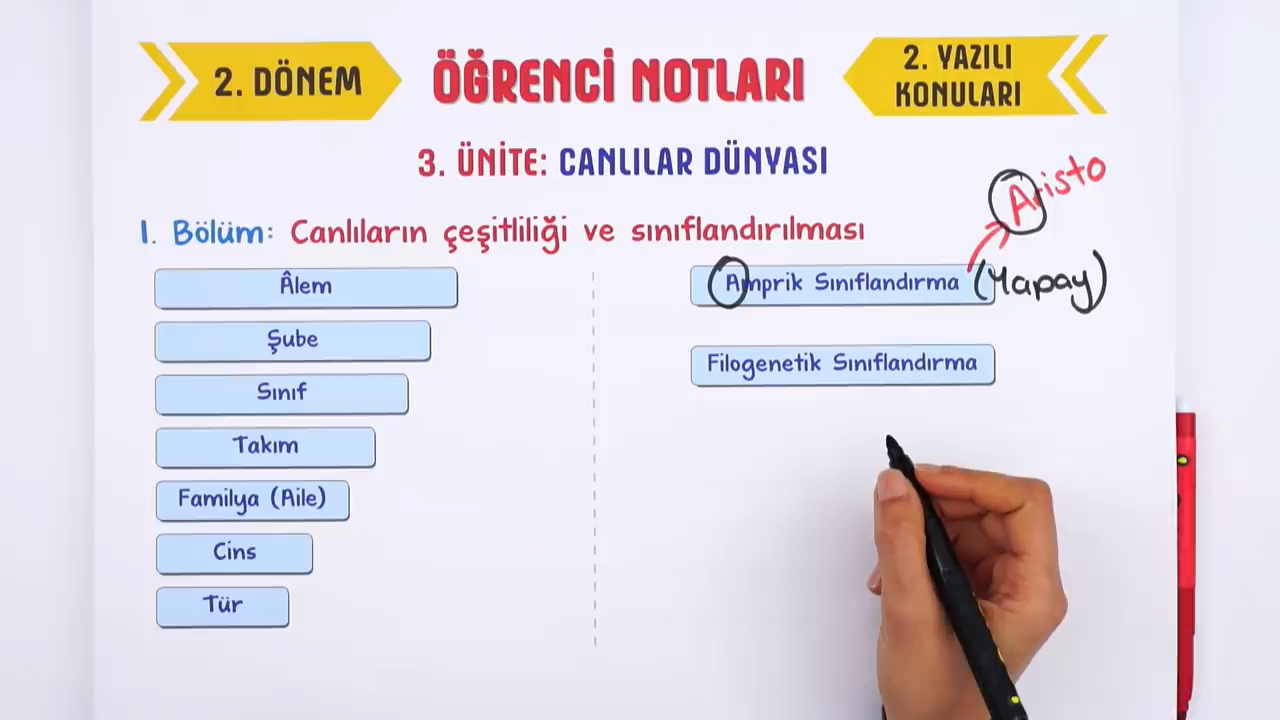 2. DÖNEM
ÖĞRENCİ NOTLARI
2. YAZILI
KONULARI
3. ÜNİTE: CANLILAR DÜNYASI
1. Bölüm: Canlıların çeşitliliği ve sınıflandırılması
Âlem
Şube
Sınıf
Takım
Familya (Aile)
Cins
Tür
Aristo
Amprik Sınıflandırma (Yapay)
Filogenetik Sınıflandırma